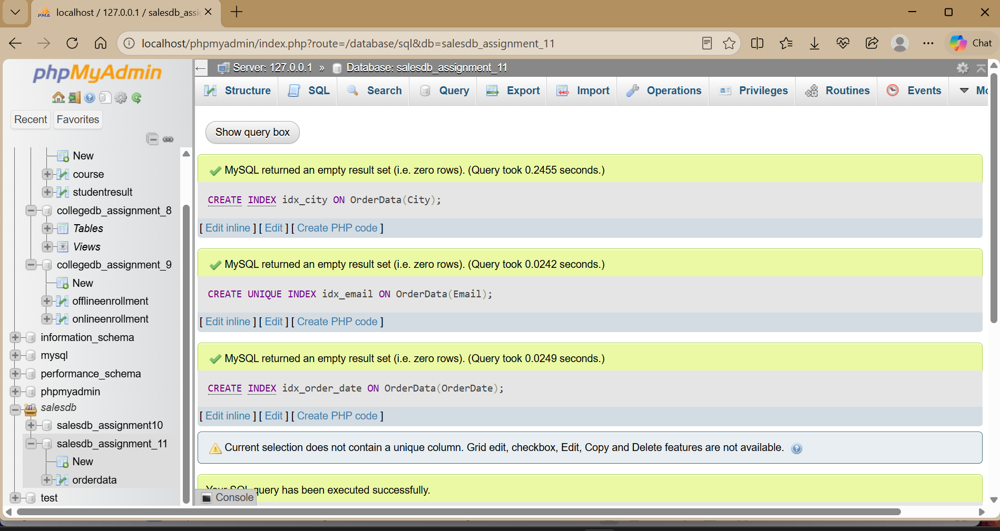 localhost / 127.0.0.1 / salesdb_assi
localhost/phpmyadmin/index.php?route=/database/sql&db=salesdb_assignment_11
Chat
phpMyAdmin
Server: 127.0.0.1 » Database: salesdb_assignment_11
Structure SQL Search Query Export Import Operations Privileges Routines Events Mo
Recent Favorites
Show query box
New
course
studentresult
collegedb_assignment_8
Tables
Views
collegedb_assignment_9
New
offlineenrollment
onlineenrollment
information_schema
mysql
performance_schema
phpmyadmin
salesdb
salesdb_assignment10
salesdb_assignment_11
New
orderdata
test
MySQL returned an empty result set (i.e. zero rows). (Query took 0.2455 seconds.)
CREATE INDEX idx_city ON OrderData(City);
[ Edit inline ] [ Edit ] [ Create PHP code ]
MySQL returned an empty result set (i.e. zero rows). (Query took 0.0242 seconds.)
CREATE UNIQUE INDEX idx_email ON OrderData(Email);
[ Edit inline ] [ Edit ] [ Create PHP code ]
MySQL returned an empty result set (i.e. zero rows). (Query took 0.0249 seconds.)
CREATE INDEX idx_order_date ON OrderData(OrderDate);
[ Edit inline ] [ Edit ] [ Create PHP code ]
Current selection does not contain a unique column. Grid edit, checkbox, Edit, Copy and Delete features are not available.
Your SQL query has been executed successfully.
Console